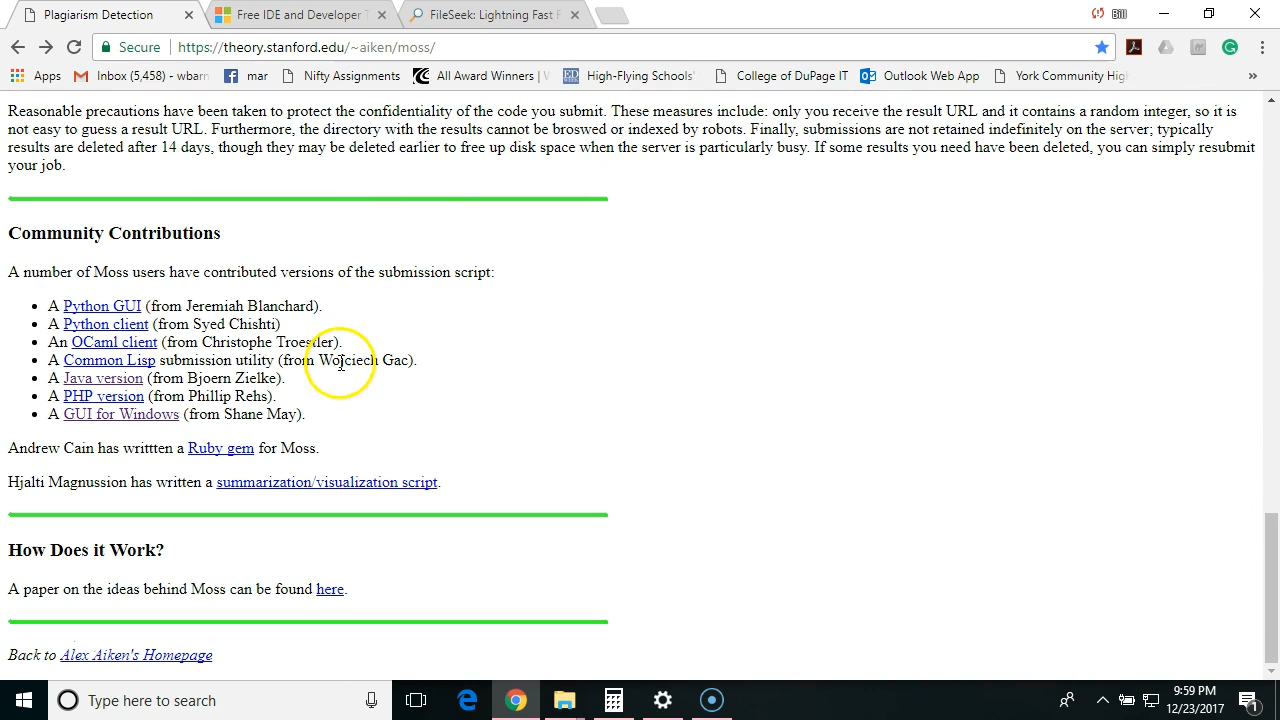 Plagiarism Detection
Free IDE and Developer T
FileSeek: Lightning Fast F
Bill
Secure
https://theory.stanford.edu/~aiken/moss/
Apps
Inbox (5,458) - wbarn
mar
Nifty Assignments
All Award Winners | V
High-Flying Schools'
College of DuPage IT
Outlook Web App
York Community Hig
»
Reasonable precautions have been taken to protect the confidentiality of the code you submit. These measures include: only you receive the result URL and it contains a random integer, so it is
not easy to guess a result URL. Furthermore, the directory with the results cannot be broswed or indexed by robots. Finally, submissions are not retained indefinitely on the server; typically
results are deleted after 14 days, though they may be deleted earlier to free up disk space when the server is particularly busy. If some results you need have been deleted, you can simply resubmit
your job.
Community Contributions
A number of Moss users have contributed versions of the submission script:
• A Python GUI (from Jeremiah Blanchard).
• A Python client (from Syed Chishti)
• An OCaml client (from Christophe Troestler).
• A Common Lisp submission utility (from Wojciech Gac).
• A Java version (from Bjoern Zielke).
• A PHP version (from Phillip Rehs).
• A GUI for Windows (from Shane May).
Andrew Cain has writtten a Ruby gem for Moss.
Hjalti Magnussion has written a summarization/visualization script.
How Does it Work?
A paper on the ideas behind Moss can be found here.
Back to Alex Aiken's Homepage
Type here to search
9:59 PM
12/23/2017
1